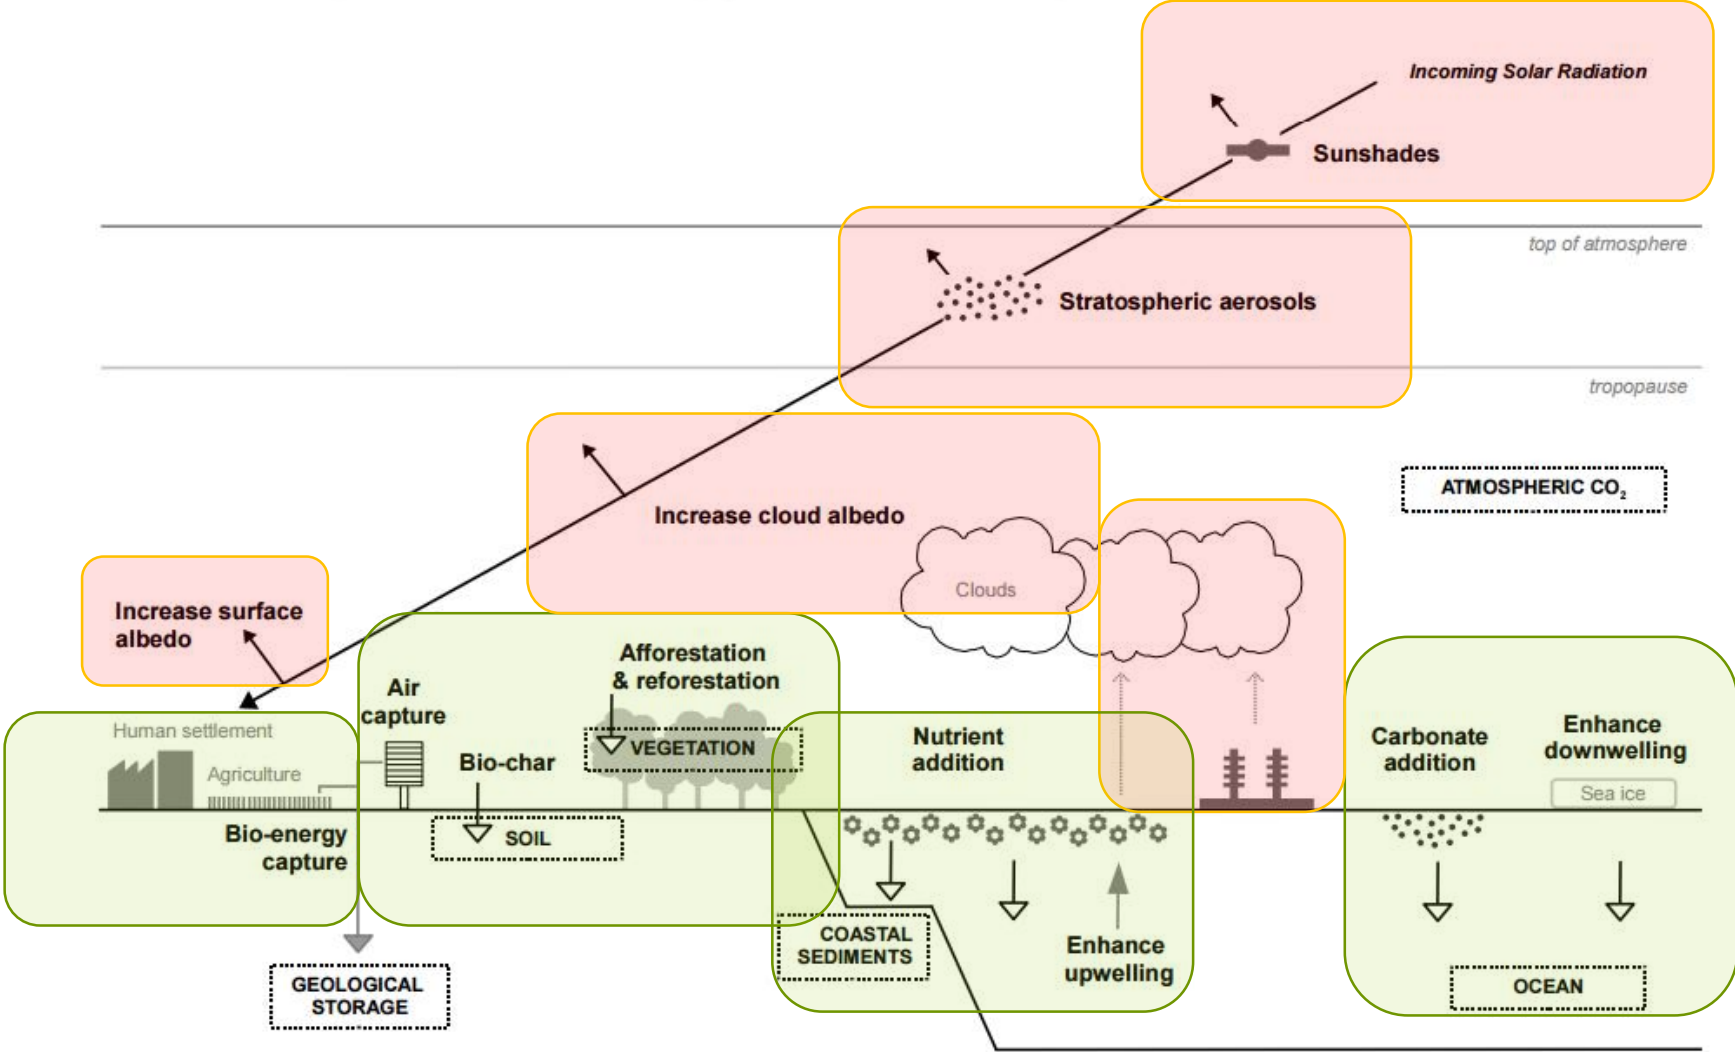 Incoming Solar Radiation
Sunshades
top of atmosphere
Stratospheric aerosols
tropopause
ATMOSPHERIC CO₂
Increase cloud albedo
Clouds
Increase surface
albedo
Afforestation
& reforestation
Air
capture
Human settlement
Agriculture
Bio-char
VEGETATION
Nutrient
addition
Carbonate
addition
Enhance
downwelling
Sea ice
Bio-energy
capture
SOIL
COASTAL
SEDIMENTS
Enhance
upwelling
GEOLOGICAL
STORAGE
OCEAN